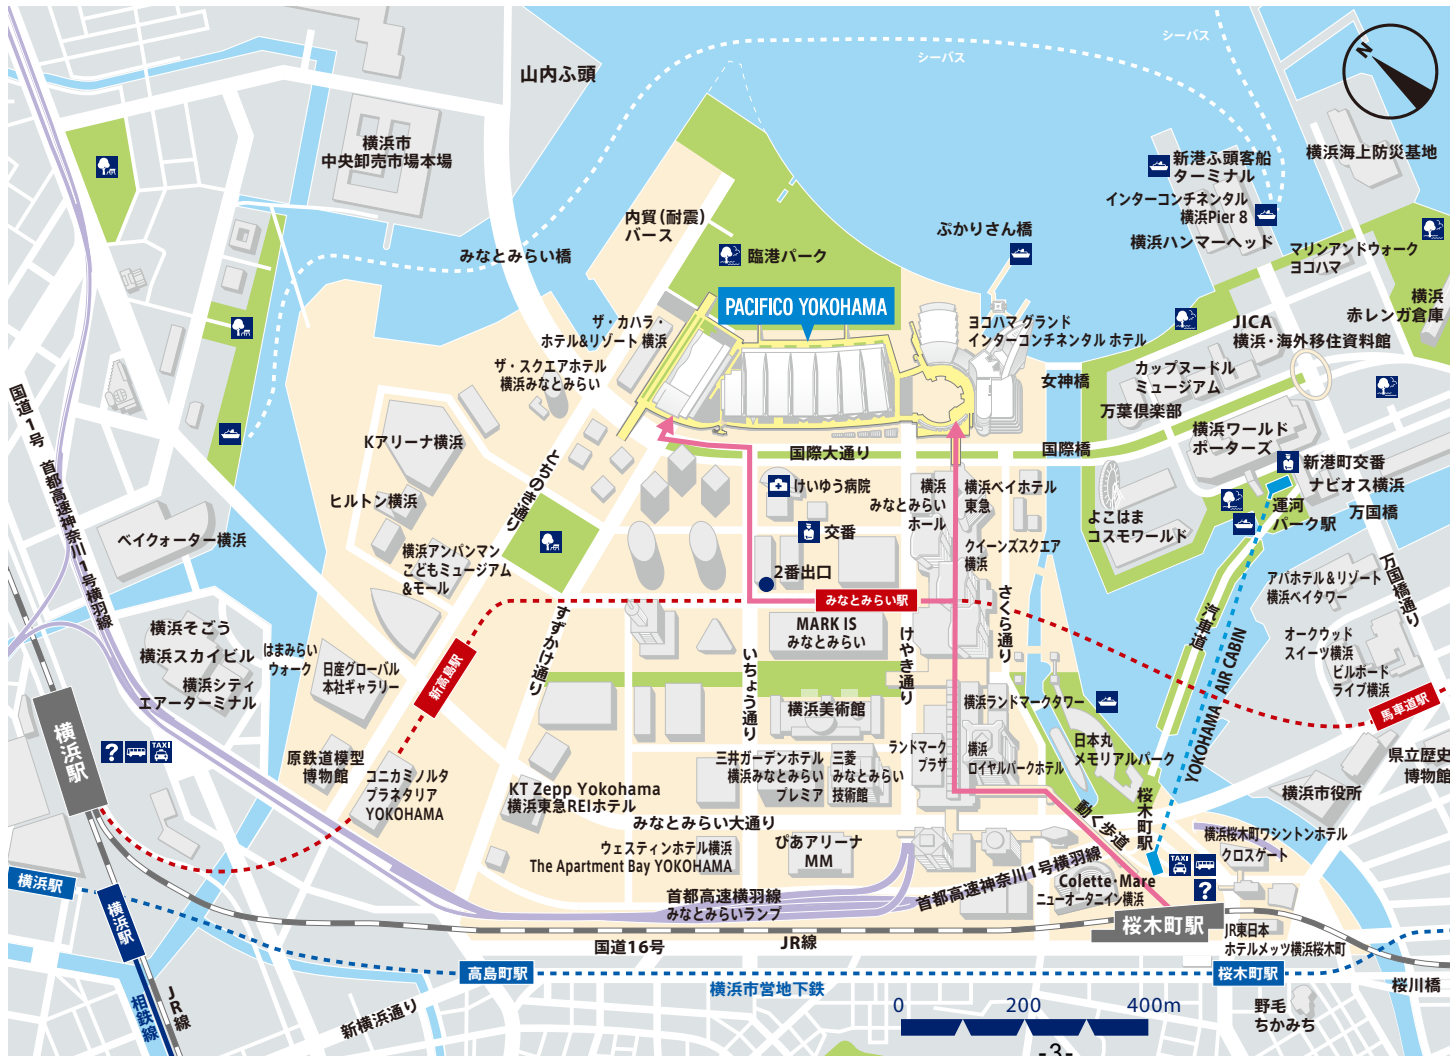 シーバス
シーバス
N
山内ふ頭
横浜市
中央卸売市場本場
新港ふ頭客船
ターミナル
横浜海上防災基地
インターコンチネンタル
横浜Pier 8
内貿(耐震)
バース
ぷかりさん橋
横浜ハンマーヘッド
みなとみらい橋
臨港パーク
マリンアンドウォーク
ヨコハマ
PACIFICO YOKOHAMA
横浜
赤レンガ倉庫
ザ・カハラ・
ホテル&リゾート 横浜
ヨコハマ グランド
インターコンチネンタル ホテル
JICA
横浜・海外移住資料館
ザ・スクエアホテル
横浜みなとみらい
女神橋
カップヌードル
ミュージアム
万葉倶楽部
国道1号
首都高速神奈川1号横羽線
Kアリーナ横浜
とちのき通り
国際大通り
国際橋
横浜ワールド
ポーターズ
新港町交番
ナビオス横浜
けいゆう病院
横浜
みなとみらい
ホール
横浜ベイホテル
東急
ヒルトン横浜
よこはま
コスモワールド
運河
パーク駅
万国橋
ベイクォーター横浜
交番
横浜アンパンマン
こどもミュージアム
&モール
クイーンズスクエア
横浜
2番出口
万国橋通り
アパホテル&リゾート
横浜ベイタワー
みなとみらい駅
さくら通り
すずかけ通り
汽車道
横浜そごう
MARK IS
みなとみらい
けやき通り
オークウッド
スイーツ横浜
横浜スカイビル
はまみらい
ウォーク
日産グローバル
本社ギャラリー
新高島駅
いちょう通り
YOKOHAMA AIR CABIN
ビルボード
ライブ横浜
横浜シティ
エアーターミナル
横浜美術館
横浜ランドマークタワー
馬車道駅
横浜駅
? TAXI
原鉄道模型
博物館
ランドマーク
プラザ
横浜
ロイヤルパークホテル
日本丸
メモリアルパーク
県立歴史
博物館
コニカミノルタ
プラネタリア
YOKOHAMA
三井ガーデンホテル
横浜みなとみらい
プレミア
三菱
みなとみらい
技術館
KT Zepp Yokohama
横浜東急REIホテル
桜木町駅
横浜市役所
みなとみらい大通り
動く歩道
横浜桜木町ワシントンホテル
クロスゲート
ウェスティンホテル横浜
The Apartment Bay YOKOHAMA
ぴあアリーナ
MM
TAXI
?
横浜駅
首都高速神奈川1号横羽線
Colette・Mare
ニューオータニイン横浜
首都高速横羽線
みなとみらいランプ
横浜駅
桜木町駅
JR東日本
ホテルメッツ横浜桜木町
国道16号
JR線
高島町駅
桜木町駅
横浜市営地下鉄
桜川橋
相鉄線
JR線
新横浜通り
0 200 400m
野毛
ちかみち
-3-